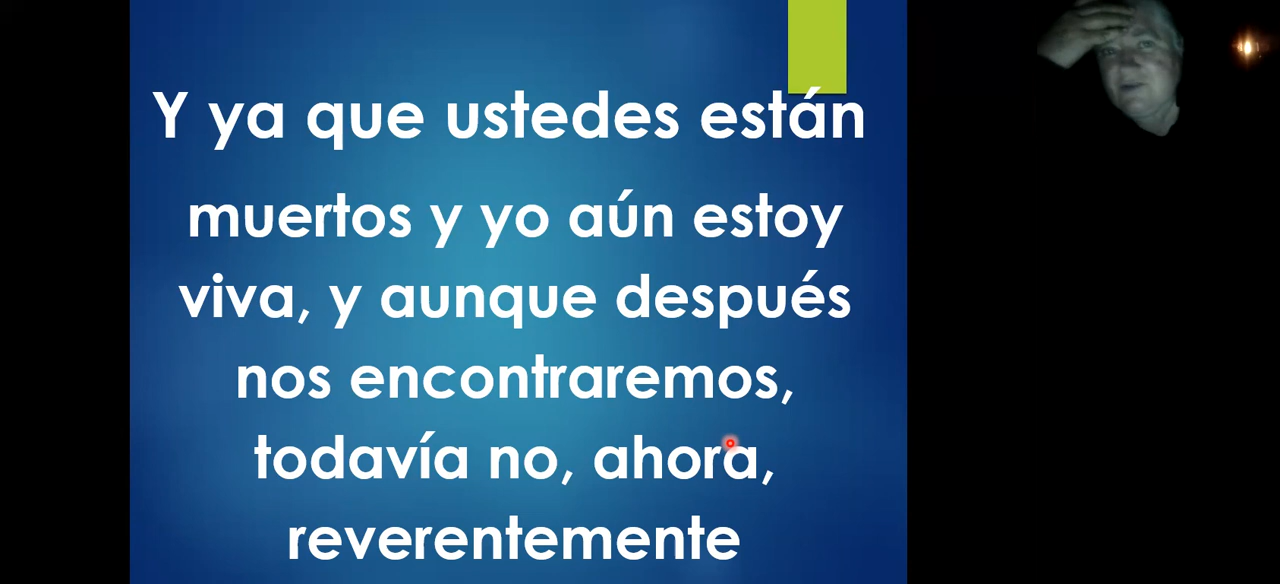 Y ya que ustedes están
muertos y yo aún estoy
viva, y aunque después
nos encontraremos,
todavía no, ahora,
reverentemente